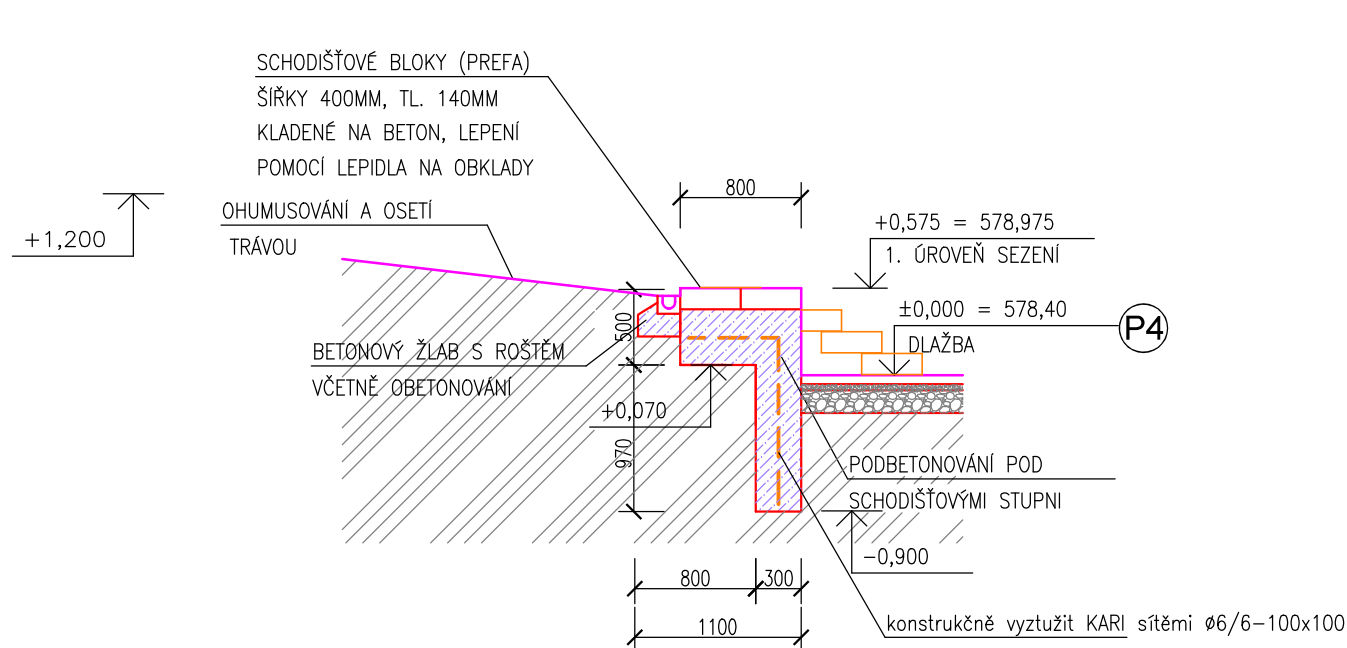 SCHODIŠŤOVÉ BLOKY (PREFA)
ŠÍŘKY 400MM, TL. 140MM
KLADENÉ NA BETON, LEPENÍ
POMOCÍ LEPIDLA NA OBKLADY
800
OHUMUSOVÁNÍ A OSETÍ
TRÁVOU
+1,200
+0,575 = 578,975
1. ÚROVEŇ SEZENÍ
±0,000 = 578,40
DLAŽBA
P4
500
BETONOVÝ ŽLAB S ROŠTĚM
VČETNĚ OBETONOVÁNÍ
+0,070
970
PODBETONOVÁNÍ POD
SCHODIŠŤOVÝMI STUPNI
-0,900
800
300
1100
konstrukčně vyztužit KARI sítěmi ø6/6-100x100